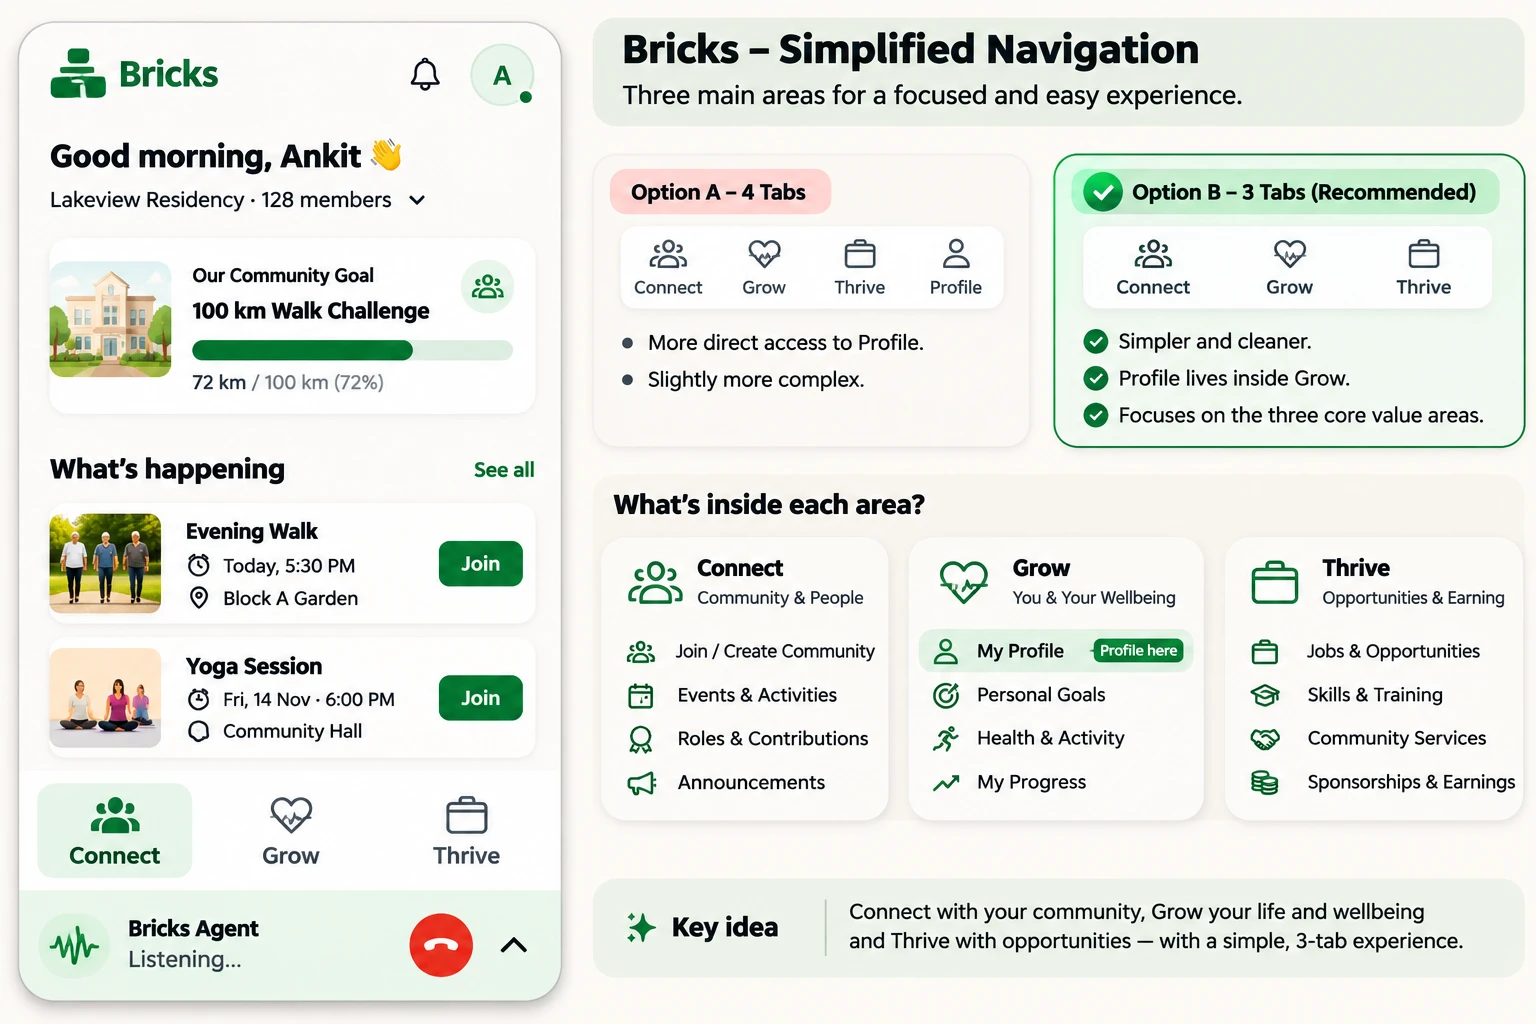 Bricks
A
Good morning, Ankit 👋
Lakeview Residency · 128 members
Our Community Goal
100 km Walk Challenge
72 km / 100 km (72%)
What's happening
See all
Evening Walk
Today, 5:30 PM
Block A Garden
Join
Yoga Session
Fri, 14 Nov · 6:00 PM
Community Hall
Join
Connect
Grow
Thrive
Bricks Agent
Listening...
Bricks – Simplified Navigation
Three main areas for a focused and easy experience.
Option A – 4 Tabs
Connect
Grow
Thrive
Profile
More direct access to Profile.
Slightly more complex.
Option B – 3 Tabs (Recommended)
Connect
Grow
Thrive
Simpler and cleaner.
Profile lives inside Grow.
Focuses on the three core value areas.
What's inside each area?
Connect
Community & People
Join / Create Community
Events & Activities
Roles & Contributions
Announcements
Grow
You & Your Wellbeing
My Profile
Profile here
Personal Goals
Health & Activity
My Progress
Thrive
Opportunities & Earning
Jobs & Opportunities
Skills & Training
Community Services
Sponsorships & Earnings
Key idea
Connect with your community, Grow your life and wellbeing
and Thrive with opportunities — with a simple, 3-tab experience.